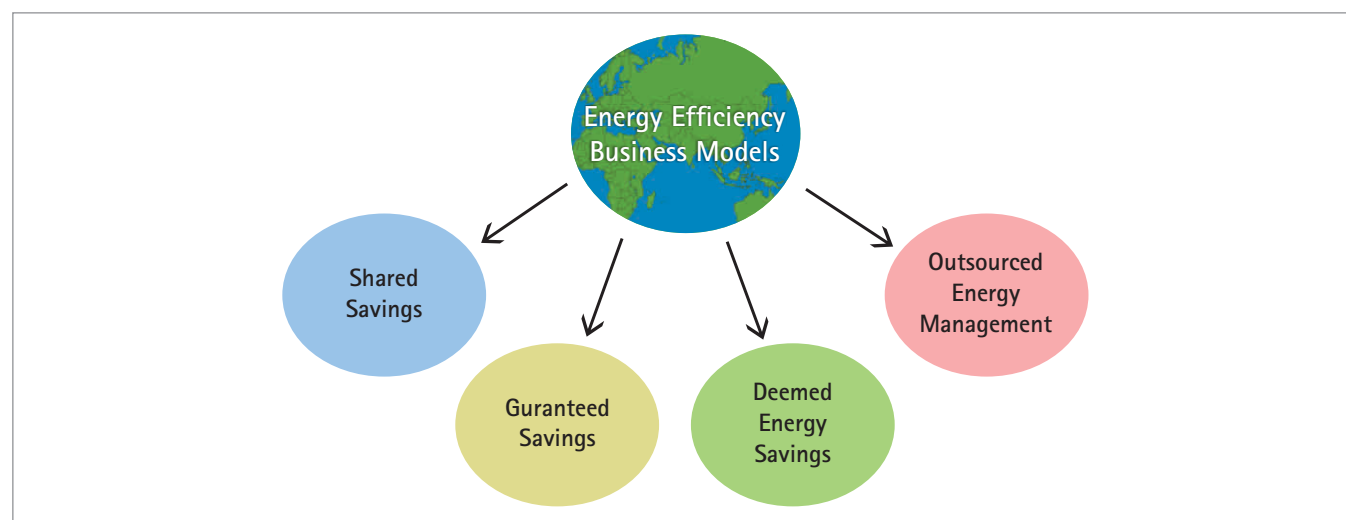 Energy Efficiency
Business Models
Shared
Savings
Guranteed
Savings
Deemed
Energy
Savings
Outsourced
Energy
Management